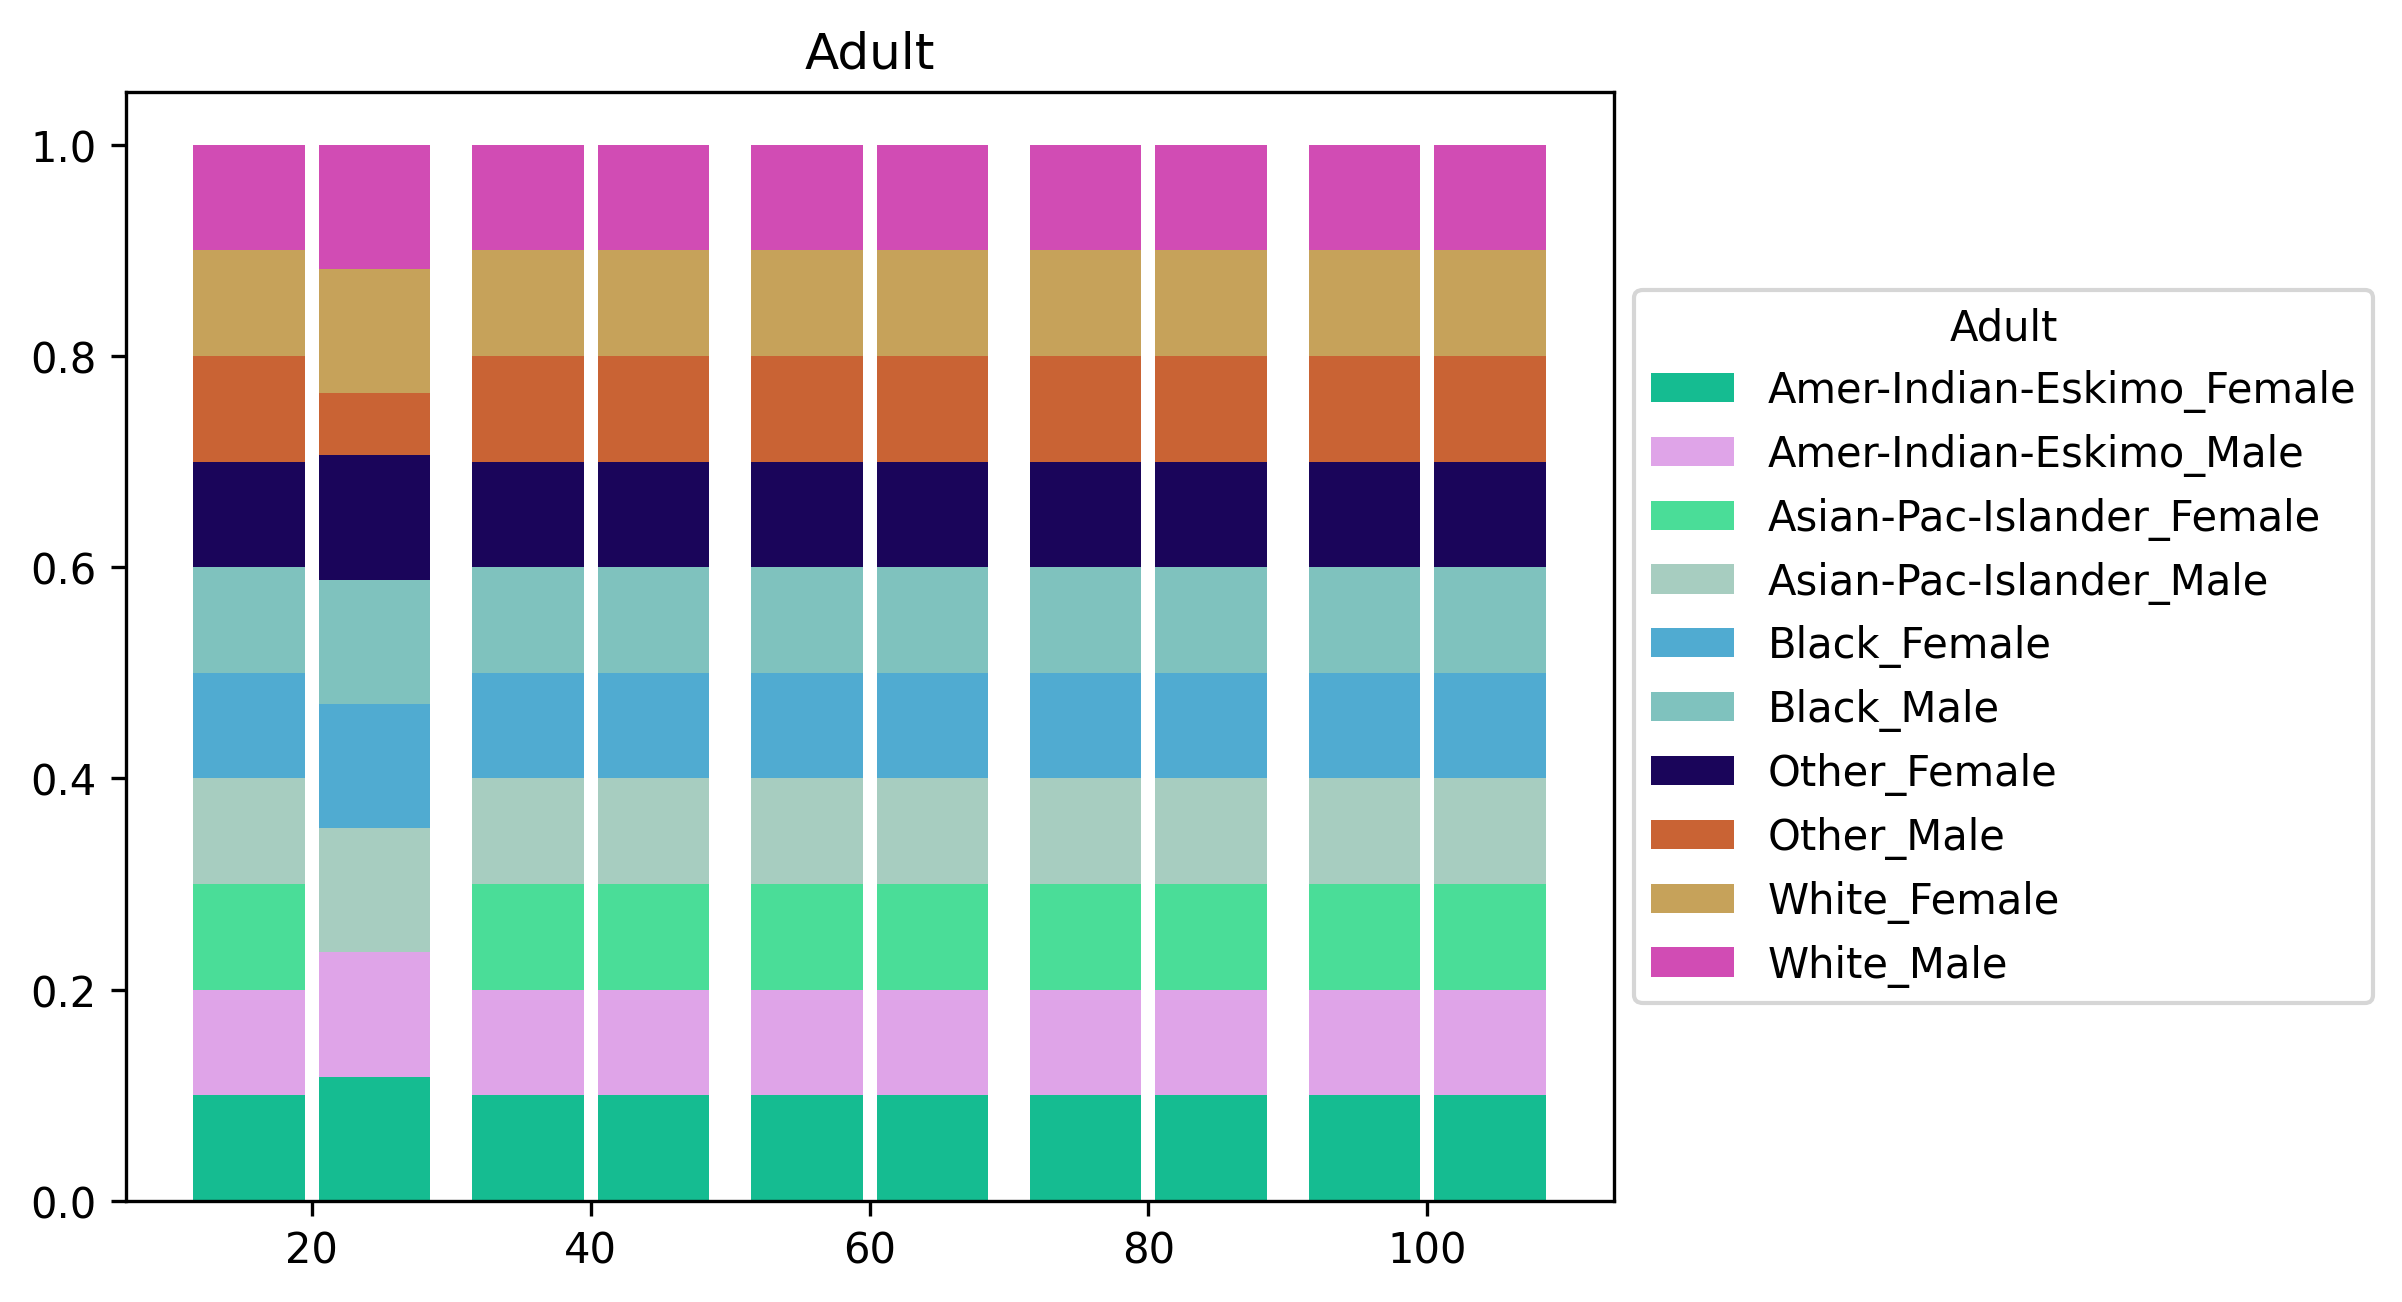 Adult
1.0
0.8
0.6
0.4
0.2
0.0
20 40 60 80 100
Adult
Amer-Indian-Eskimo_Female
Amer-Indian-Eskimo_Male
Asian-Pac-Islander_Female
Asian-Pac-Islander_Male
Black_Female
Black_Male
Other_Female
Other_Male
White_Female
White_Male